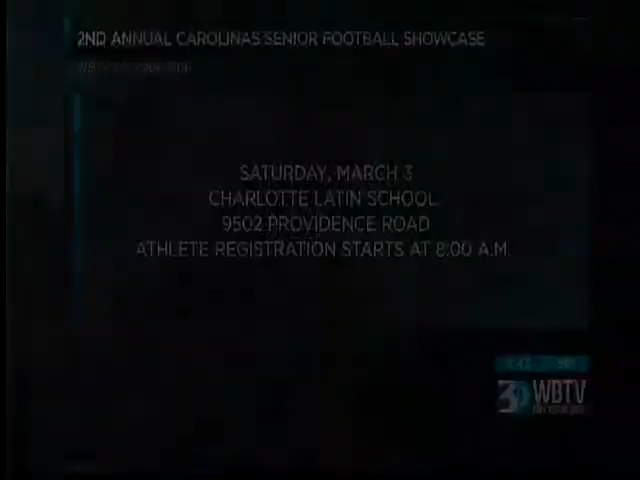 2ND ANNUAL CAROLINAS SENIOR FOOTBALL SHOWCASE
SATURDAY, MARCH 3
CHARLOTTE LATIN SCHOOL
9502 PROVIDENCE ROAD
ATHLETE REGISTRATION STARTS AT 8:00 A.M.
3 WBTV